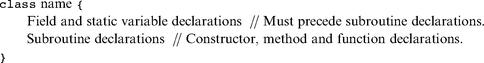 class name {
Field and static variable declarations // Must precede subroutine declarations.
Subroutine declarations // Constructor, method and function declarations.
}